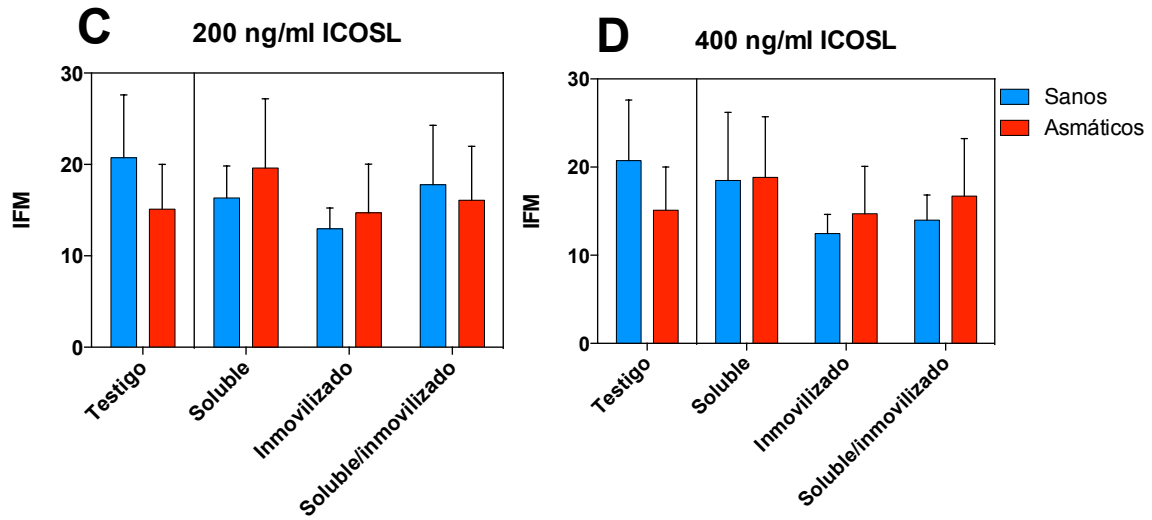 C
200 ng/ml ICOSL
IFM
30
20
10
0
Testigo
Soluble
Inmovilizado
Soluble/inmovilizado
D
400 ng/ml ICOSL
IFM
30
20
10
0
Testigo
Soluble
Inmovilizado
Soluble/inmovilizado
Sanos
Asmáticos